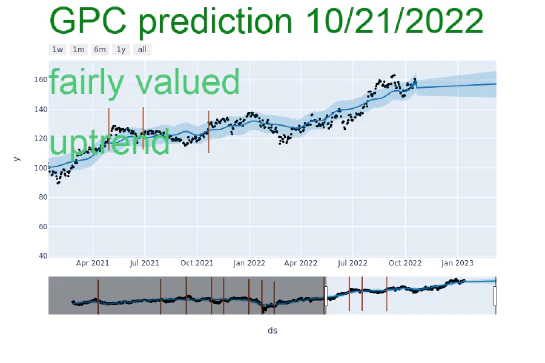 GPC prediction 10/21/2022
1w 1m 6m 1y all
fairly valued
uptrend
y
160
140
120
100
80
60
40
Apr 2021 Jul 2021 Oct 2021 Jan 2022 Apr 2022 Jul 2022 Oct 2022 Jan 2023
ds